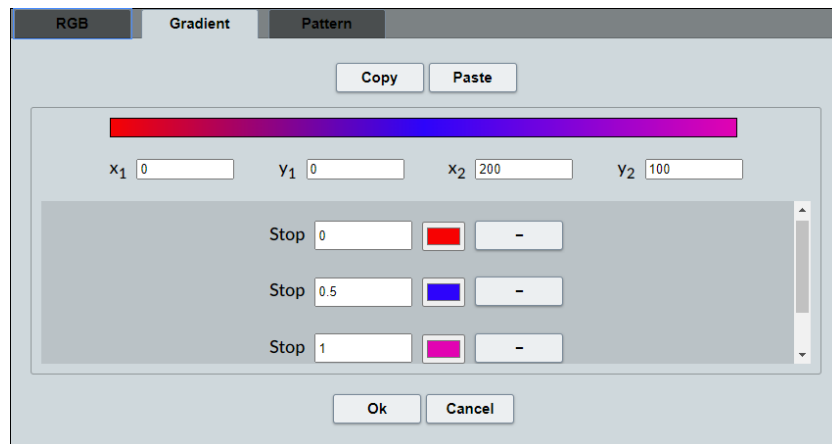 RGB Gradient Pattern
Copy Paste
x1 0 y1 0 x2 200 y2 100
Stop 0 -
Stop 0.5 -
Stop 1 -
Ok Cancel